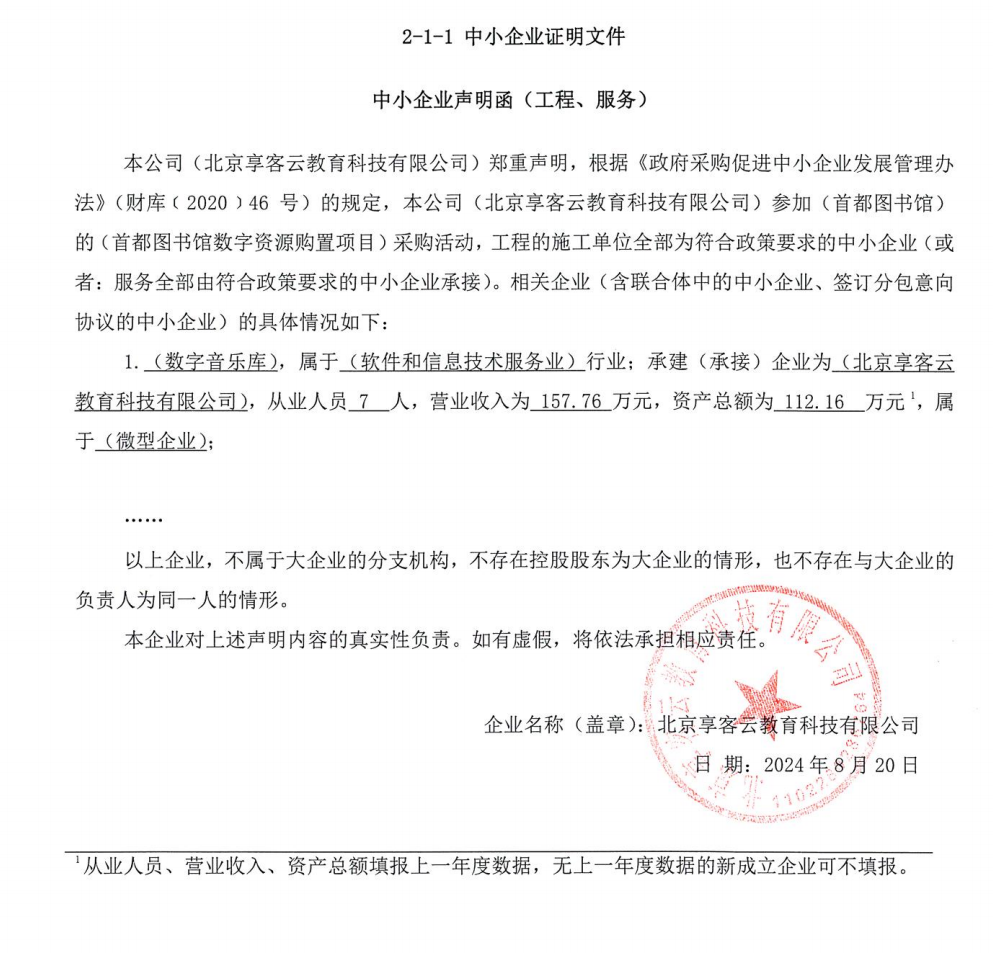 2-1-1 中小企业证明文件
中小企业声明函（工程、服务）
本公司（北京享客云教育科技有限公司）郑重声明，根据《政府采购促进中小企业发展管理办
法》（财库﹝2020﹞46 号）的规定，本公司（北京享客云教育科技有限公司）参加（首都图书馆）
的（首都图书馆数字资源购置项目）采购活动，工程的施工单位全部为符合政策要求的中小企业（或
者：服务全部由符合政策要求的中小企业承接）。相关企业（含联合体中的中小企业、签订分包意向
协议的中小企业）的具体情况如下：
1. （数字音乐库），属于（软件和信息技术服务业）行业；承建（承接）企业为（北京享客云
教育科技有限公司），从业人员 7 人，营业收入为 157.76 万元，资产总额为 112.16 万元¹，属
于（微型企业）；
……
以上企业，不属于大企业的分支机构，不存在控股股东为大企业的情形，也不存在与大企业的
负责人为同一人的情形。
本企业对上述声明内容的真实性负责。如有虚假，将依法承担相应责任。
企业名称（盖章）：北京享客云教育科技有限公司
日 期：2024 年 8 月 20 日
北京享客云教育科技有限公司
¹从业人员、营业收入、资产总额填报上一年度数据，无上一年度数据的新成立企业可不填报。